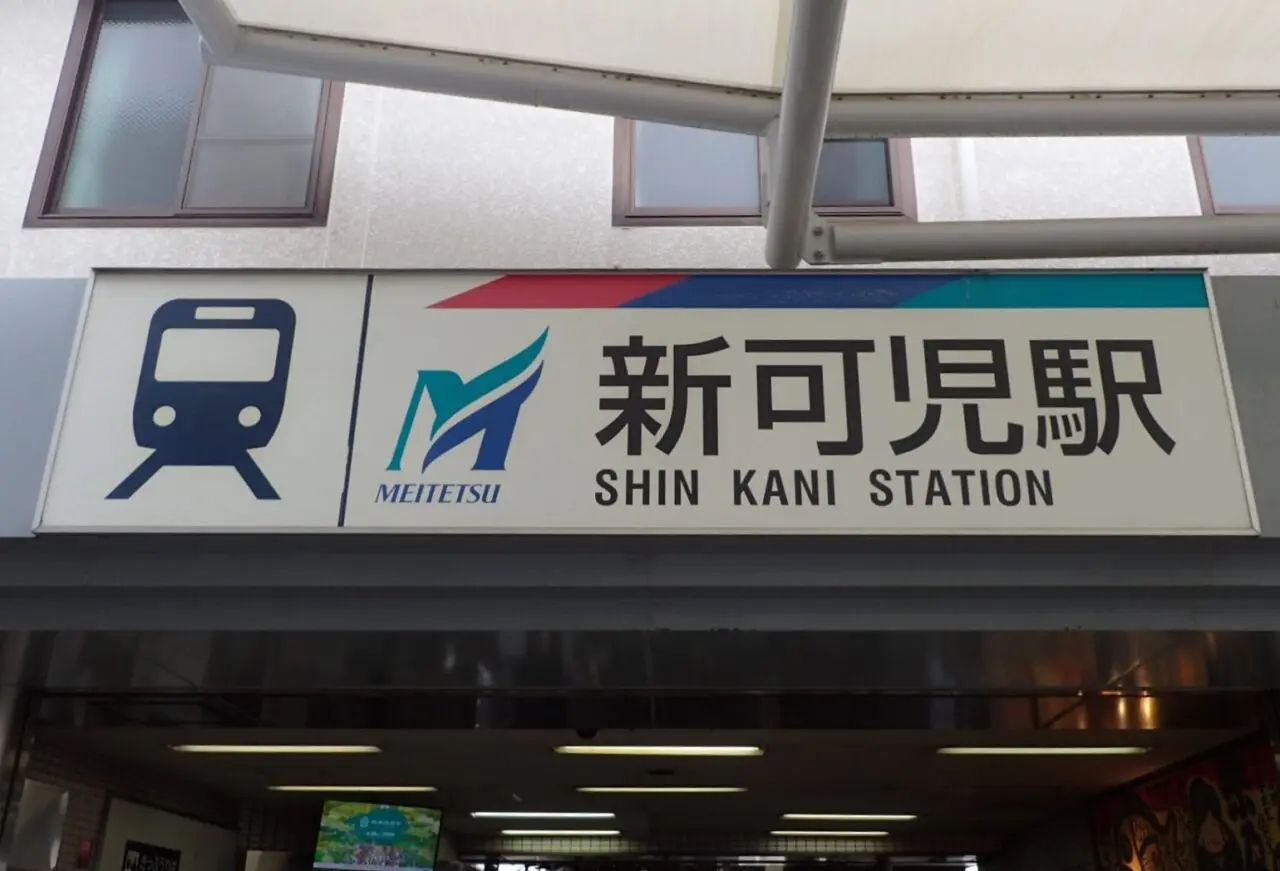 新可児駅
MEITETSU
SHIN KANI STATION